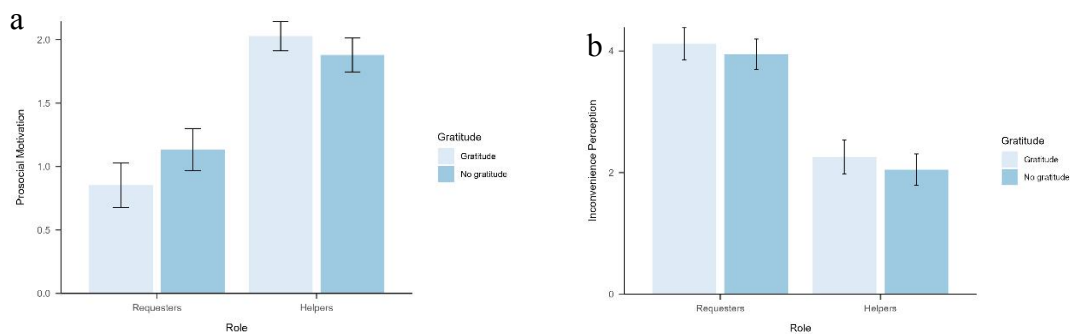 a
Prosocial Motivation
2.0
1.5
1.0
0.5
0.0
Requesters
Helpers
Role
Gratitude
Gratitude
No gratitude
b
Inconvenience Perception
4
2
0
Requesters
Helpers
Role
Gratitude
Gratitude
No gratitude